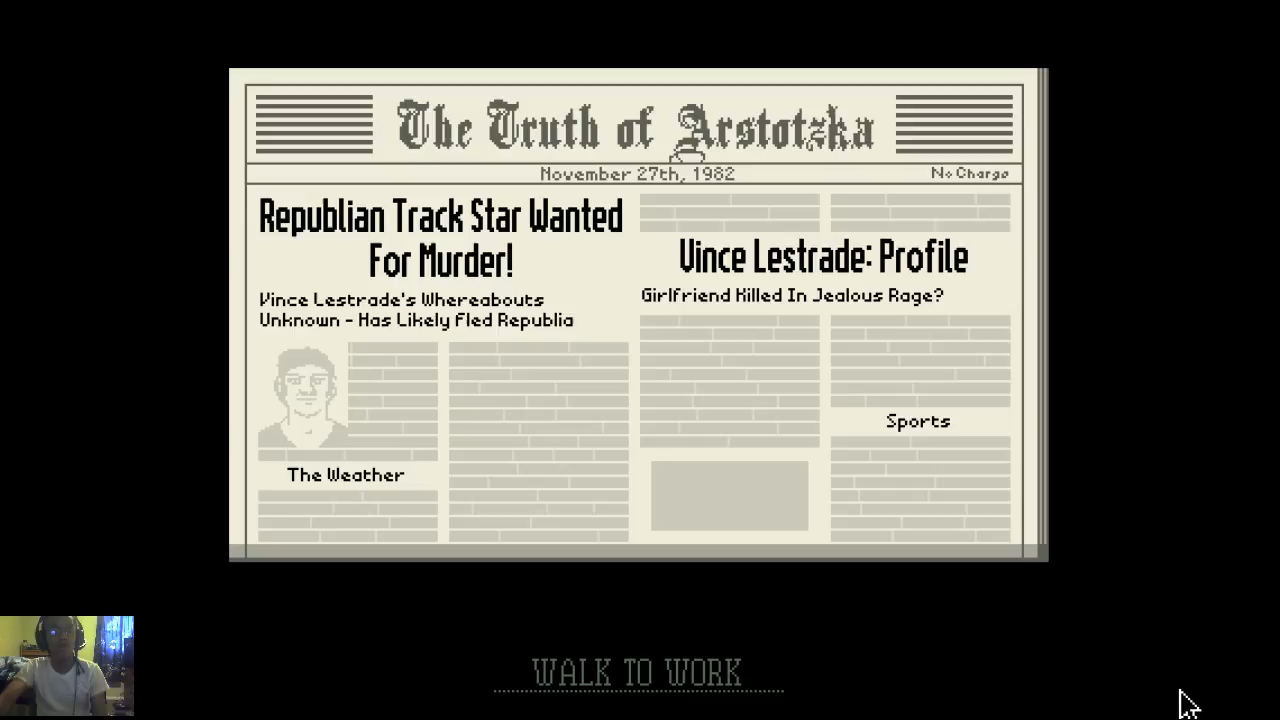 The Truth of Arstotzka
November 27th, 1982
No Charge
Republian Track Star Wanted
For Murder!
Vince Lestrade's Whereabouts
Unknown - Has Likely Fled Republia
The Weather
Vince Lestrade: Profile
Girlfriend Killed In Jealous Rage?
Sports
WALK TO WORK